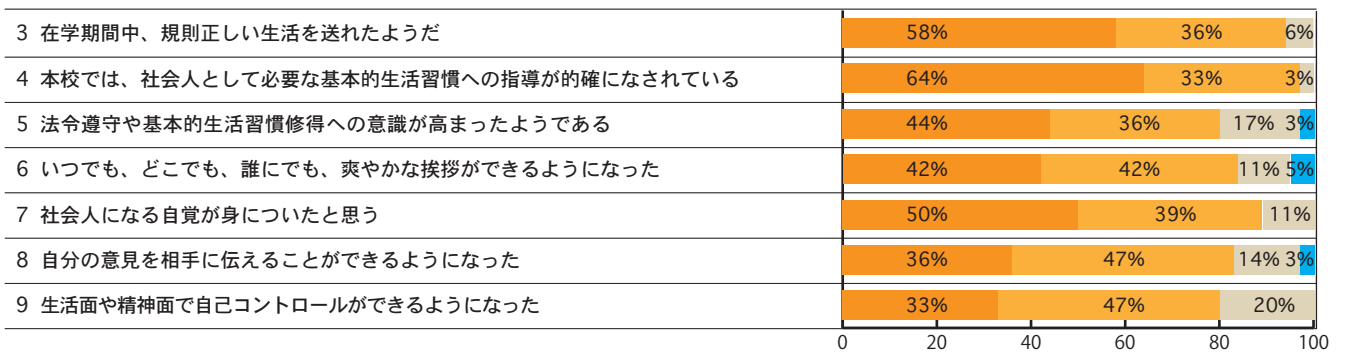 3 在学期間中、規則正しい生活を送れたようだ 58% 36% 6%
4 本校では、社会人として必要な基本的生活習慣への指導が的確になされている 64% 33% 3%
5 法令遵守や基本的生活習慣修得への意識が高まったようである 44% 36% 17% 3%
6 いつでも、どこでも、誰にでも、爽やかな挨拶ができるようになった 42% 42% 11% 5%
7 社会人になる自覚が身についたと思う 50% 39% 11%
8 自分の意見を相手に伝えることができるようになった 36% 47% 14% 3%
9 生活面や精神面で自己コントロールができるようになった 33% 47% 20%
0 20 40 60 80 100